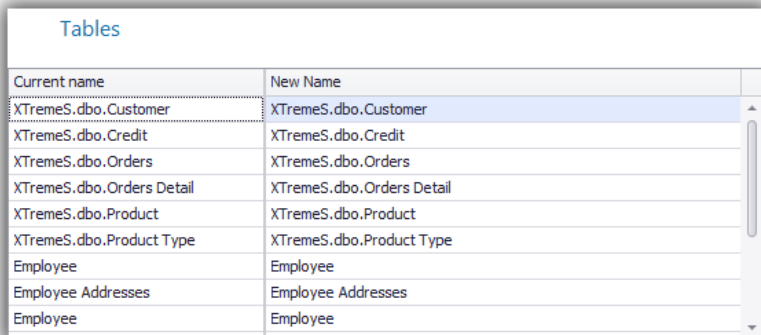 Tables
Current name New Name
XTremeS.dbo.Customer XTremeS.dbo.Customer
XTremeS.dbo.Credit XTremeS.dbo.Credit
XTremeS.dbo.Orders XTremeS.dbo.Orders
XTremeS.dbo.Orders Detail XTremeS.dbo.Orders Detail
XTremeS.dbo.Product XTremeS.dbo.Product
XTremeS.dbo.Product Type XTremeS.dbo.Product Type
Employee Employee
Employee Addresses Employee Addresses
Employee Employee